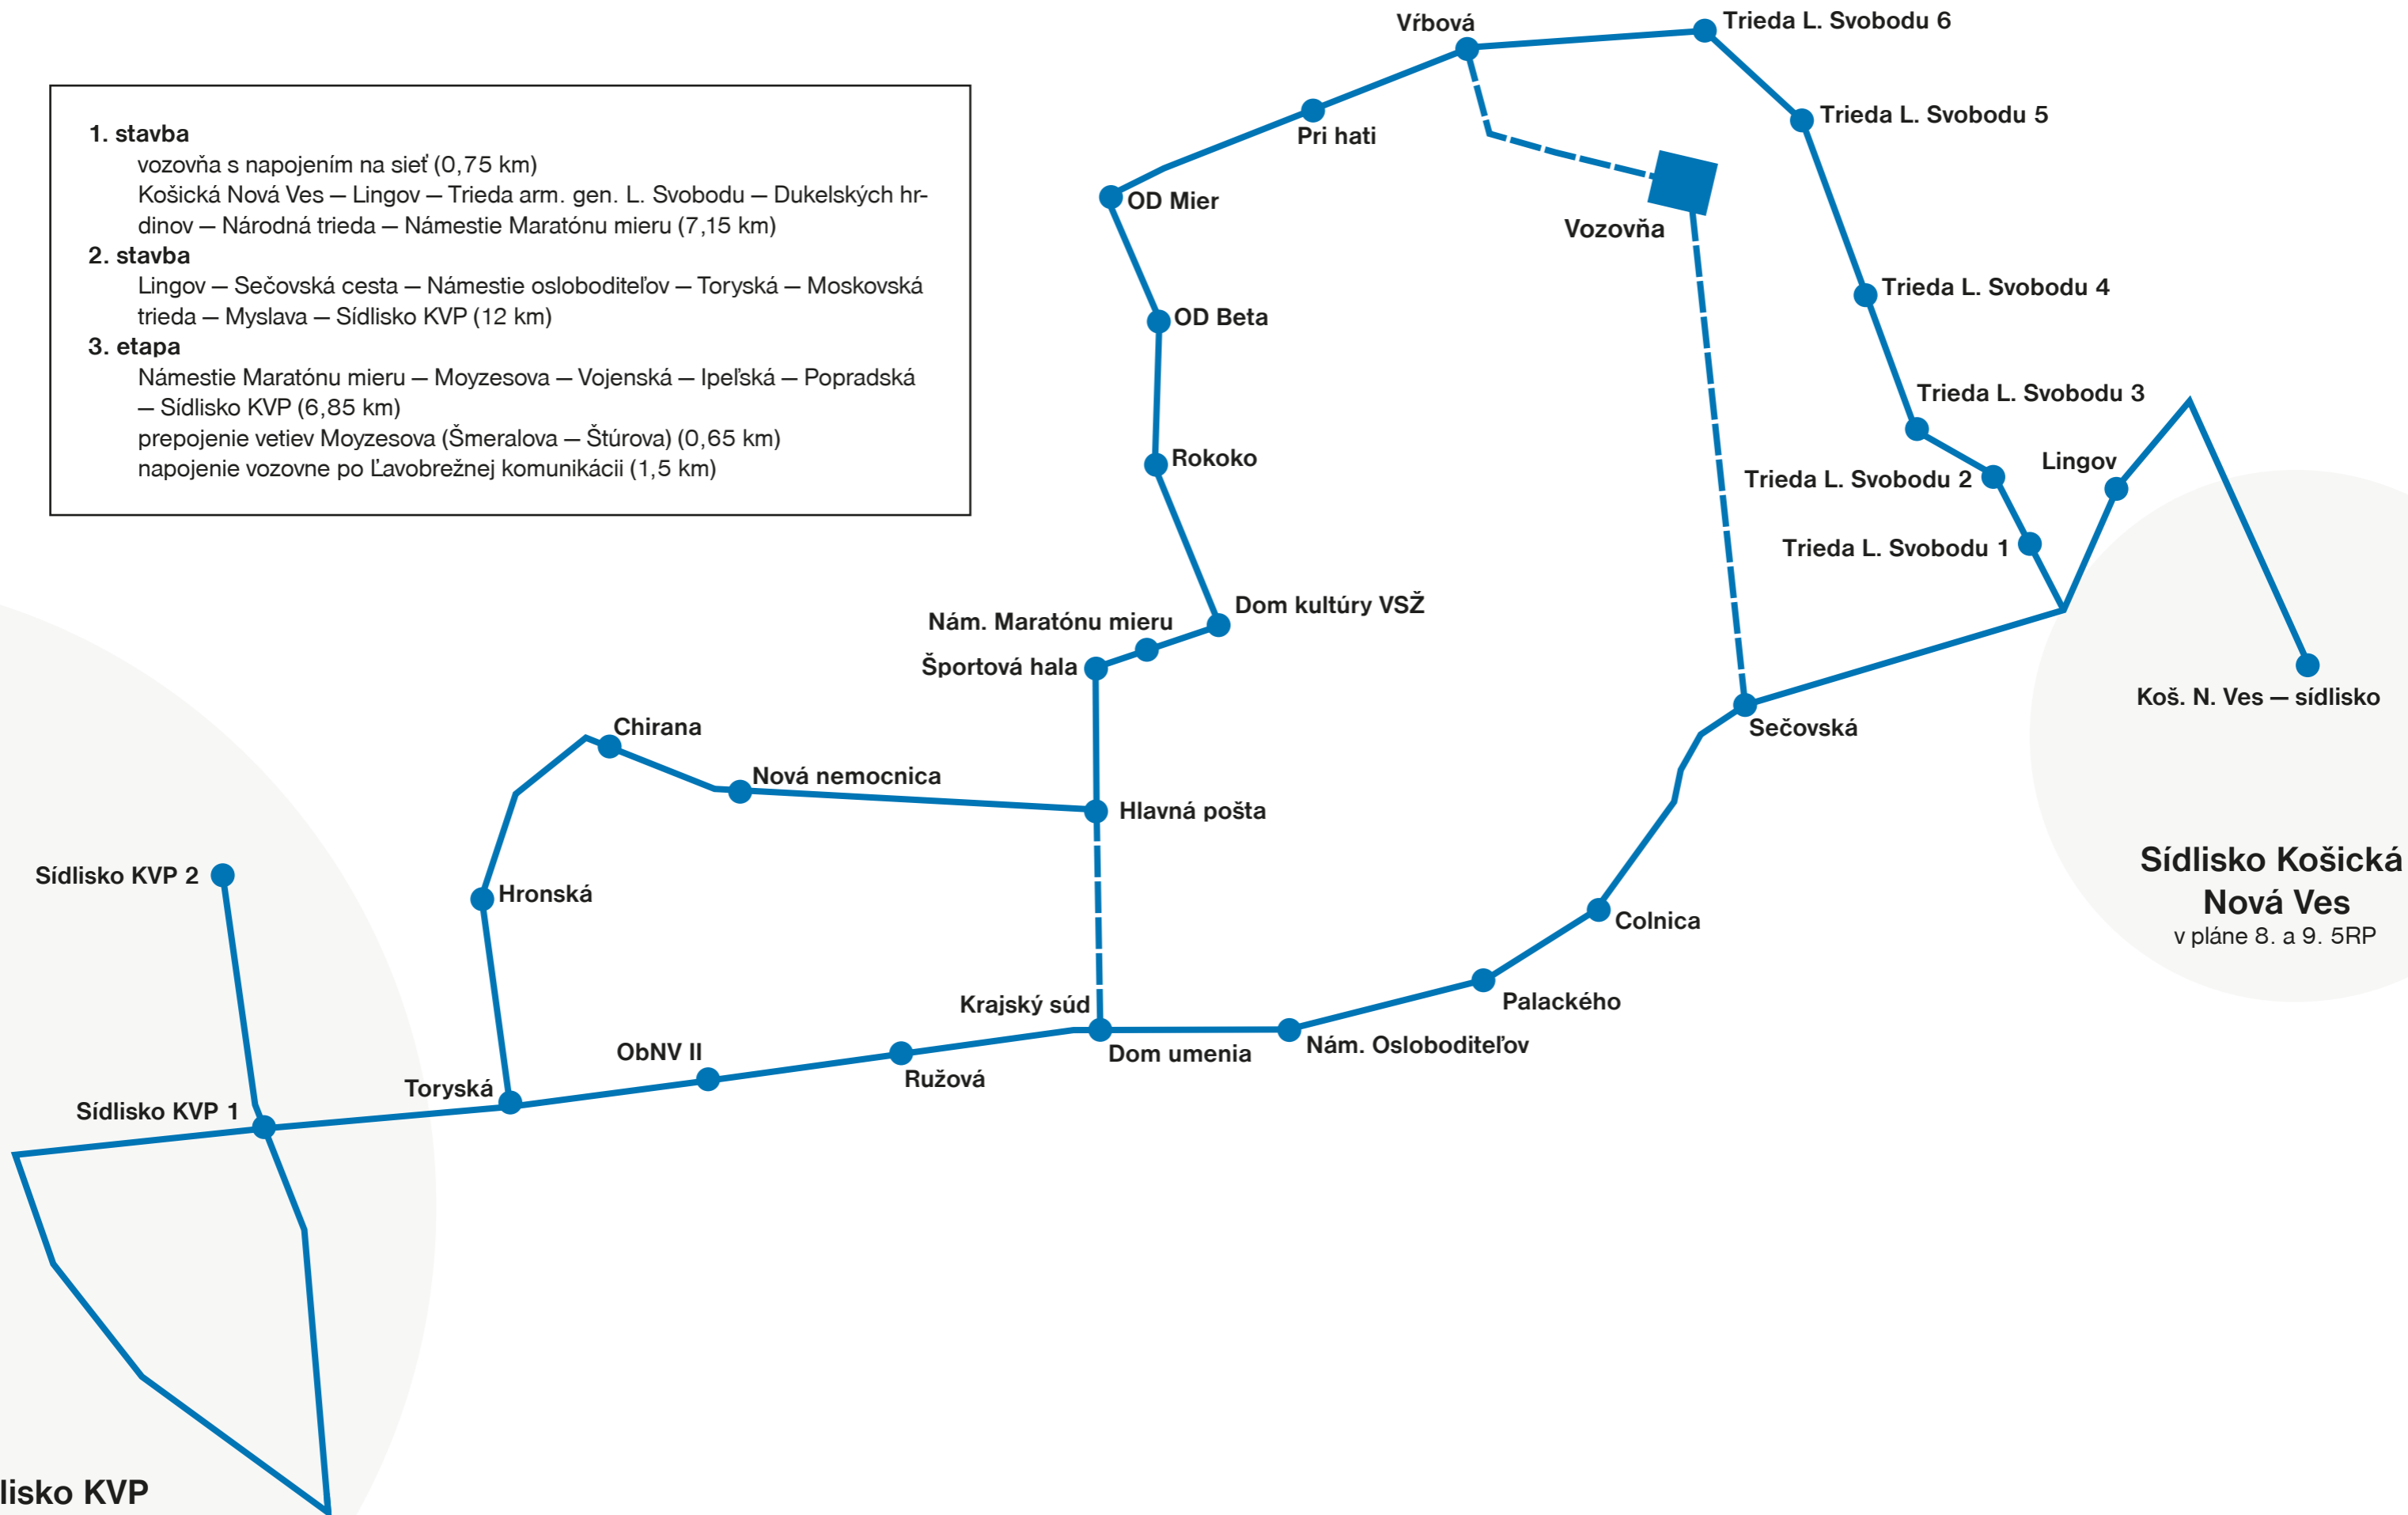 1. stavba
vozovňa s napojením na sieť (0,75 km)
Košická Nová Ves — Lingov — Trieda arm. gen. L. Svobodu — Dukelských hr-
dinov — Národná trieda — Námestie Maratónu mieru (7,15 km)
2. stavba
Lingov — Sečovská cesta — Námestie osloboditeľov — Toryská — Moskovská
trieda — Myslava — Sídlisko KVP (12 km)
3. etapa
Námestie Maratónu mieru — Moyzesova — Vojenská — Ipeľská — Popradská
— Sídlisko KVP (6,85 km)
prepojenie vetiev Moyzesova (Šmeralova — Štúrova) (0,65 km)
napojenie vozovne po Ľavobrežnej komunikácii (1,5 km)
Vŕbová
Trieda L. Svobodu 6
Trieda L. Svobodu 5
Pri hati
OD Mier
Vozovňa
Trieda L. Svobodu 4
OD Beta
Trieda L. Svobodu 3
Rokoko
Lingov
Trieda L. Svobodu 2
Trieda L. Svobodu 1
Dom kultúry VSŽ
Nám. Maratónu mieru
Športová hala
Koš. N. Ves — sídlisko
Sečovská
Chirana
Nová nemocnica
Hlavná pošta
Sídlisko Košická
Nová Ves
v pláne 8. a 9. 5RP
Sídlisko KVP 2
Hronská
Colnica
Palackého
Krajský súd
Dom umenia
Nám. Osloboditeľov
ObNV II
Ružová
Toryská
Sídlisko KVP 1
lisko KVP